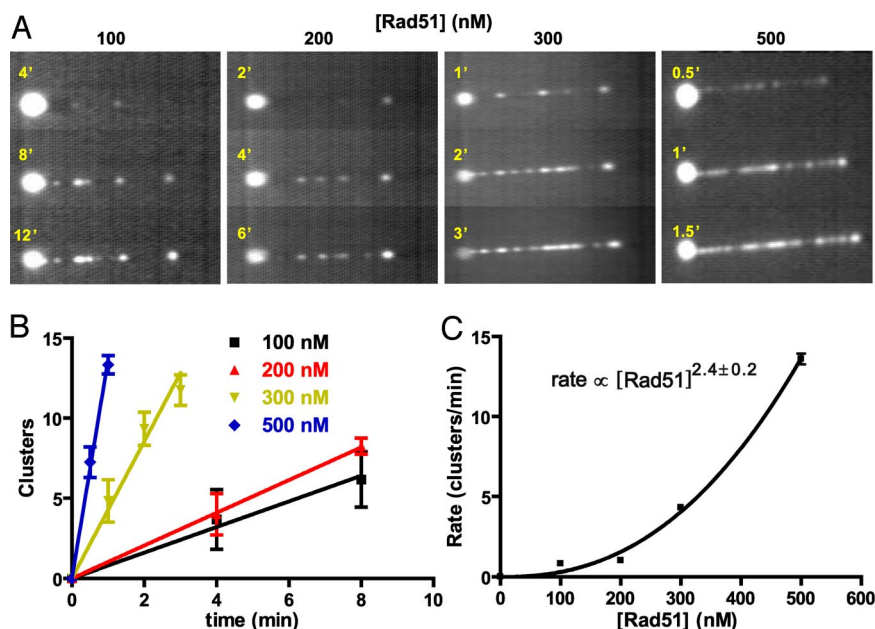 A
[Rad51] (nM)
100
200
300
500
4’
8’
12’
2’
4’
6’
1’
2’
3’
0.5’
1’
1.5’
B
15
10
5
0
Clusters
100 nM
200 nM
300 nM
500 nM
0 2 4 6 8 10
time (min)
C
15
10
5
0
Rate (clusters/min)
rate ∝ [Rad51]^2.4±0.2
0 100 200 300 400 500 600
[Rad51] (nM)